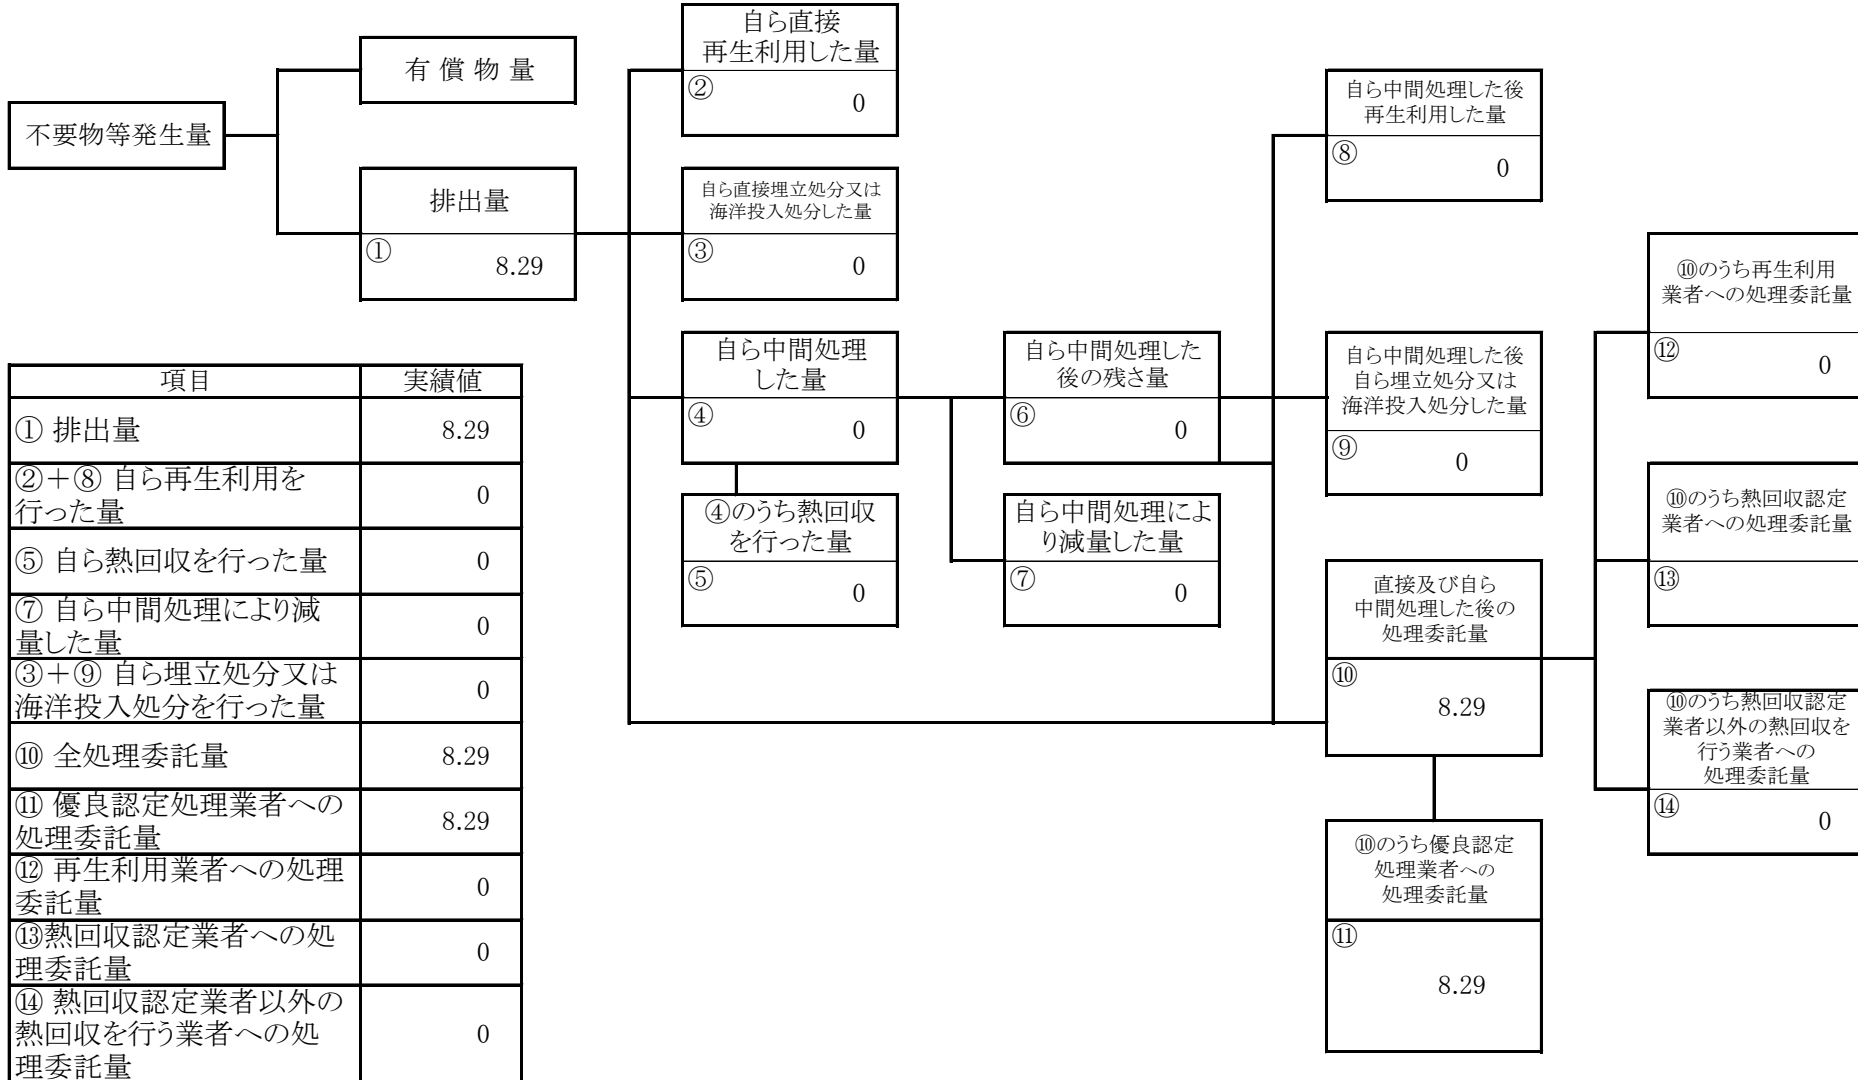 不要物等発生量
有 償 物 量
排出量
①
8.29
自ら直接
再生利用した量
②
0
自ら直接埋立処分又は
海洋投入処分した量
③
0
自ら中間処理
した量
④
0
④のうち熱回収
を行った量
⑤
0
自ら中間処理した
後の残さ量
⑥
0
自ら中間処理によ
り減量した量
⑦
0
自ら中間処理した後
再生利用した量
⑧
0
自ら中間処理した後
自ら埋立処分又は
海洋投入処分した量
⑨
0
直接及び自ら
中間処理した後の
処理委託量
⑩
8.29
⑩のうち優良認定
処理業者への
処理委託量
⑪
8.29
⑩のうち再生利用
業者への処理委託量
⑫
0
⑩のうち熱回収認定
業者への処理委託量
⑬
⑩のうち熱回収認定
業者以外の熱回収を
行う業者への
処理委託量
⑭
0
項目 実績値
① 排出量 8.29
②+⑧ 自ら再生利用を
行った量 0
⑤ 自ら熱回収を行った量 0
⑦ 自ら中間処理により減
量した量 0
③+⑨ 自ら埋立処分又は
海洋投入処分を行った量 0
⑩ 全処理委託量 8.29
⑪ 優良認定処理業者への
処理委託量 8.29
⑫ 再生利用業者への処理
委託量 0
⑬熱回収認定業者への処
理委託量 0
⑭ 熱回収認定業者以外の
熱回収を行う業者への処
理委託量 0